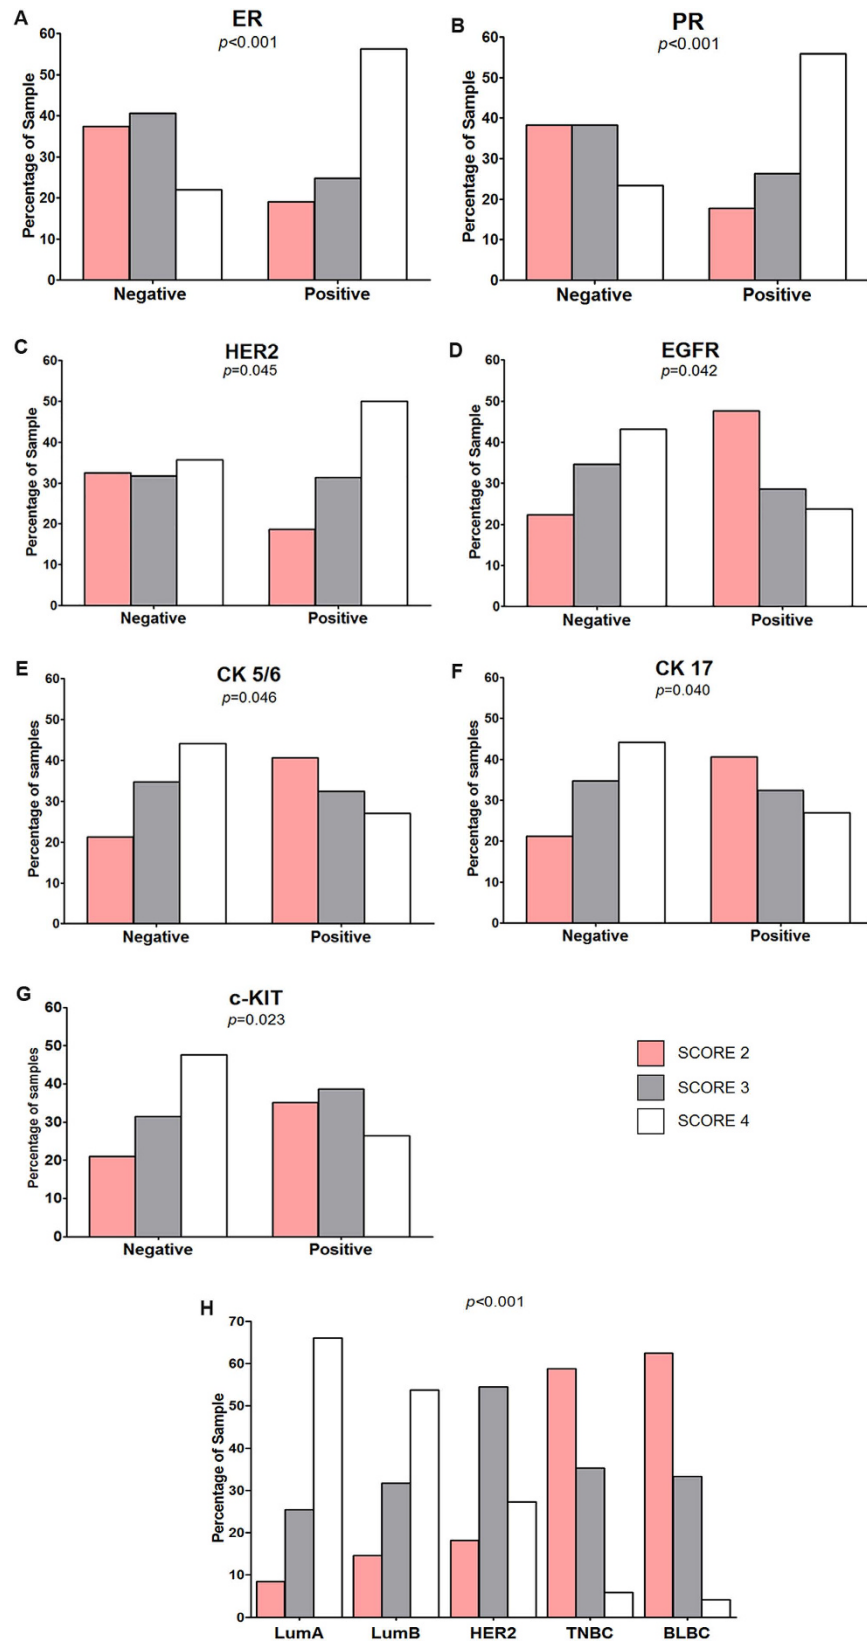 A
ER
p<0.001
Percentage of Sample
60
50
40
30
20
10
0
Negative
Positive
B
PR
p<0.001
Percentage of Sample
60
50
40
30
20
10
0
Negative
Positive
C
HER2
p=0.045
Percentage of Sample
60
50
40
30
20
10
0
Negative
Positive
D
EGFR
p=0.042
Percentage of Sample
60
50
40
30
20
10
0
Negative
Positive
E
CK 5/6
p=0.046
Percentage of samples
60
50
40
30
20
10
0
Negative
Positive
F
CK 17
p=0.040
Percentage of samples
60
50
40
30
20
10
0
Negative
Positive
G
c-KIT
p=0.023
Percentage of samples
60
50
40
30
20
10
0
Negative
Positive
SCORE 2
SCORE 3
SCORE 4
H
p<0.001
Percentage of Sample
70
60
50
40
30
20
10
0
LumA
LumB
HER2
TNBC
BLBC